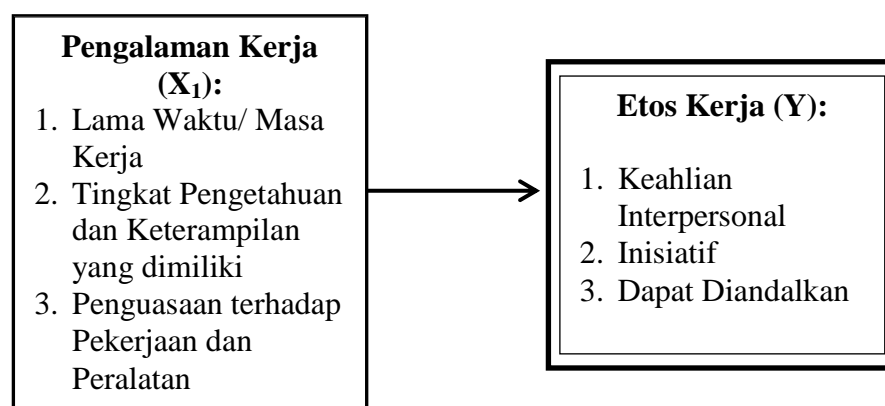 Pengalaman Kerja
(X₁):
1. Lama Waktu/ Masa
Kerja
2. Tingkat Pengetahuan
dan Keterampilan
yang dimiliki
3. Penguasaan terhadap
Pekerjaan dan
Peralatan
Etos Kerja (Y):
1. Keahlian
Interpersonal
2. Inisiatif
3. Dapat Diandalkan